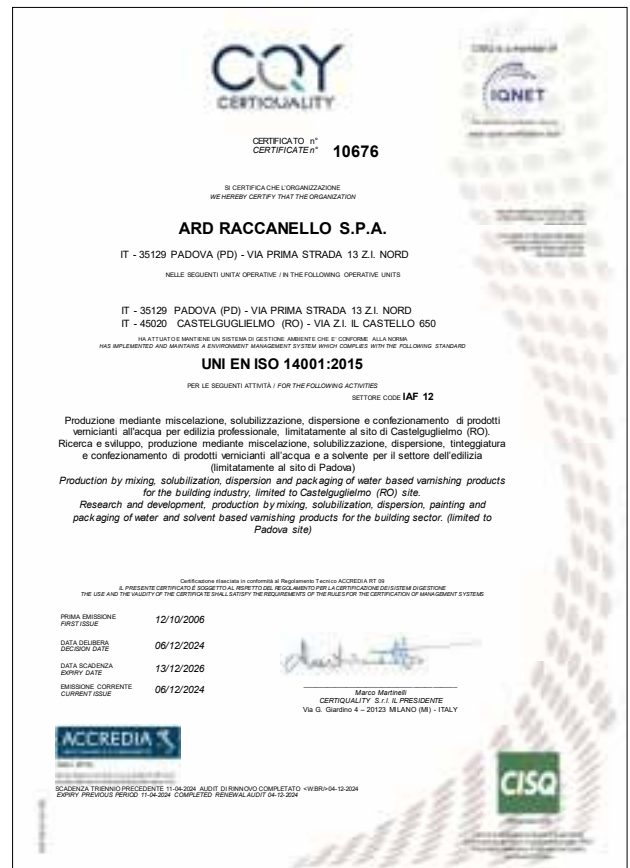 CQY
CERTIQUALITY
CISQ is a member of
IQNET
CERTIFICATO n°
CERTIFICATE n° 10676
SI CERTIFICA CHE L'ORGANIZZAZIONE
WE HEREBY CERTIFY THAT THE ORGANIZATION
ARD RACCANELLO S.P.A.
IT - 35129 PADOVA (PD) - VIA PRIMA STRADA 13 Z.I. NORD
NELLE SEGUENTI UNITA' OPERATIVE / IN THE FOLLOWING OPERATIVE UNITS
IT - 35129 PADOVA (PD) - VIA PRIMA STRADA 13 Z.I. NORD
IT - 45020 CASTELGUGLIELMO (RO) - VIA Z.I. IL CASTELLO 650
HA ATTUATO E MANTIENE UN SISTEMA DI GESTIONE AMBIENTE CHE E' CONFORME ALLA NORMA
HAS IMPLEMENTED AND MAINTAINS A ENVIRONMENT MANAGEMENT SYSTEM WHICH COMPLIES WITH THE FOLLOWING STANDARD
UNI EN ISO 14001:2015
PER LE SEGUENTI ATTIVITÀ / FOR THE FOLLOWING ACTIVITIES
SETTORE CODE IAF 12
Produzione mediante miscelazione, solubilizzazione, dispersione e confezionamento di prodotti
vernicianti all'acqua per edilizia professionale, limitatamente al sito di Castelguglielmo (RO).
Ricerca e sviluppo, produzione mediante miscelazione, solubilizzazione, dispersione, tinteggiatura
e confezionamento di prodotti vernicianti all'acqua e a solvente per il settore dell'edilizia
(limitatamente al sito di Padova)
Production by mixing, solubilization, dispersion and packaging of water based varnishing products
for the building industry, limited to Castelguglielmo (RO) site.
Research and development, production by mixing, solubilization, dispersion, painting and
packaging of water and solvent based varnishing products for the building sector. (limited to
Padova site)
Certificazione rilasciata in conformità al Regolamento Tecnico ACCREDIA RT 09
IL PRESENTE CERTIFICATO È SOGGETTO AL RISPETTO DEL REGOLAMENTO PER LA CERTIFICAZIONE DEI SISTEMI DI GESTIONE
THE USE AND THE VALIDITY OF THE CERTIFICATE SHALL SATISFY THE REQUIREMENTS OF THE RULES FOR THE CERTIFICATION OF MANAGEMENT SYSTEMS
PRIMA EMISSIONE
FIRST ISSUE 12/10/2006
DATA DELIBERA
DECISION DATE 06/12/2024
DATA SCADENZA
EXPIRY DATE 13/12/2026
EMISSIONE CORRENTE
CURRENT ISSUE 06/12/2024
Marco Martinelli
CERTIQUALITY S.r.l. IL PRESIDENTE
Via G. Giardino 4 – 20123 MILANO (MI) - ITALY
ACCREDIA
SCADENZA TRIENNIO PRECEDENTE 11-04-2024 AUDIT DI RINNOVO COMPLETATO <WBR/>04-12-2024
EXPIRY PREVIOUS PERIOD 11-04-2024 COMPLETED RENEWAL AUDIT 04-12-2024
CISQ